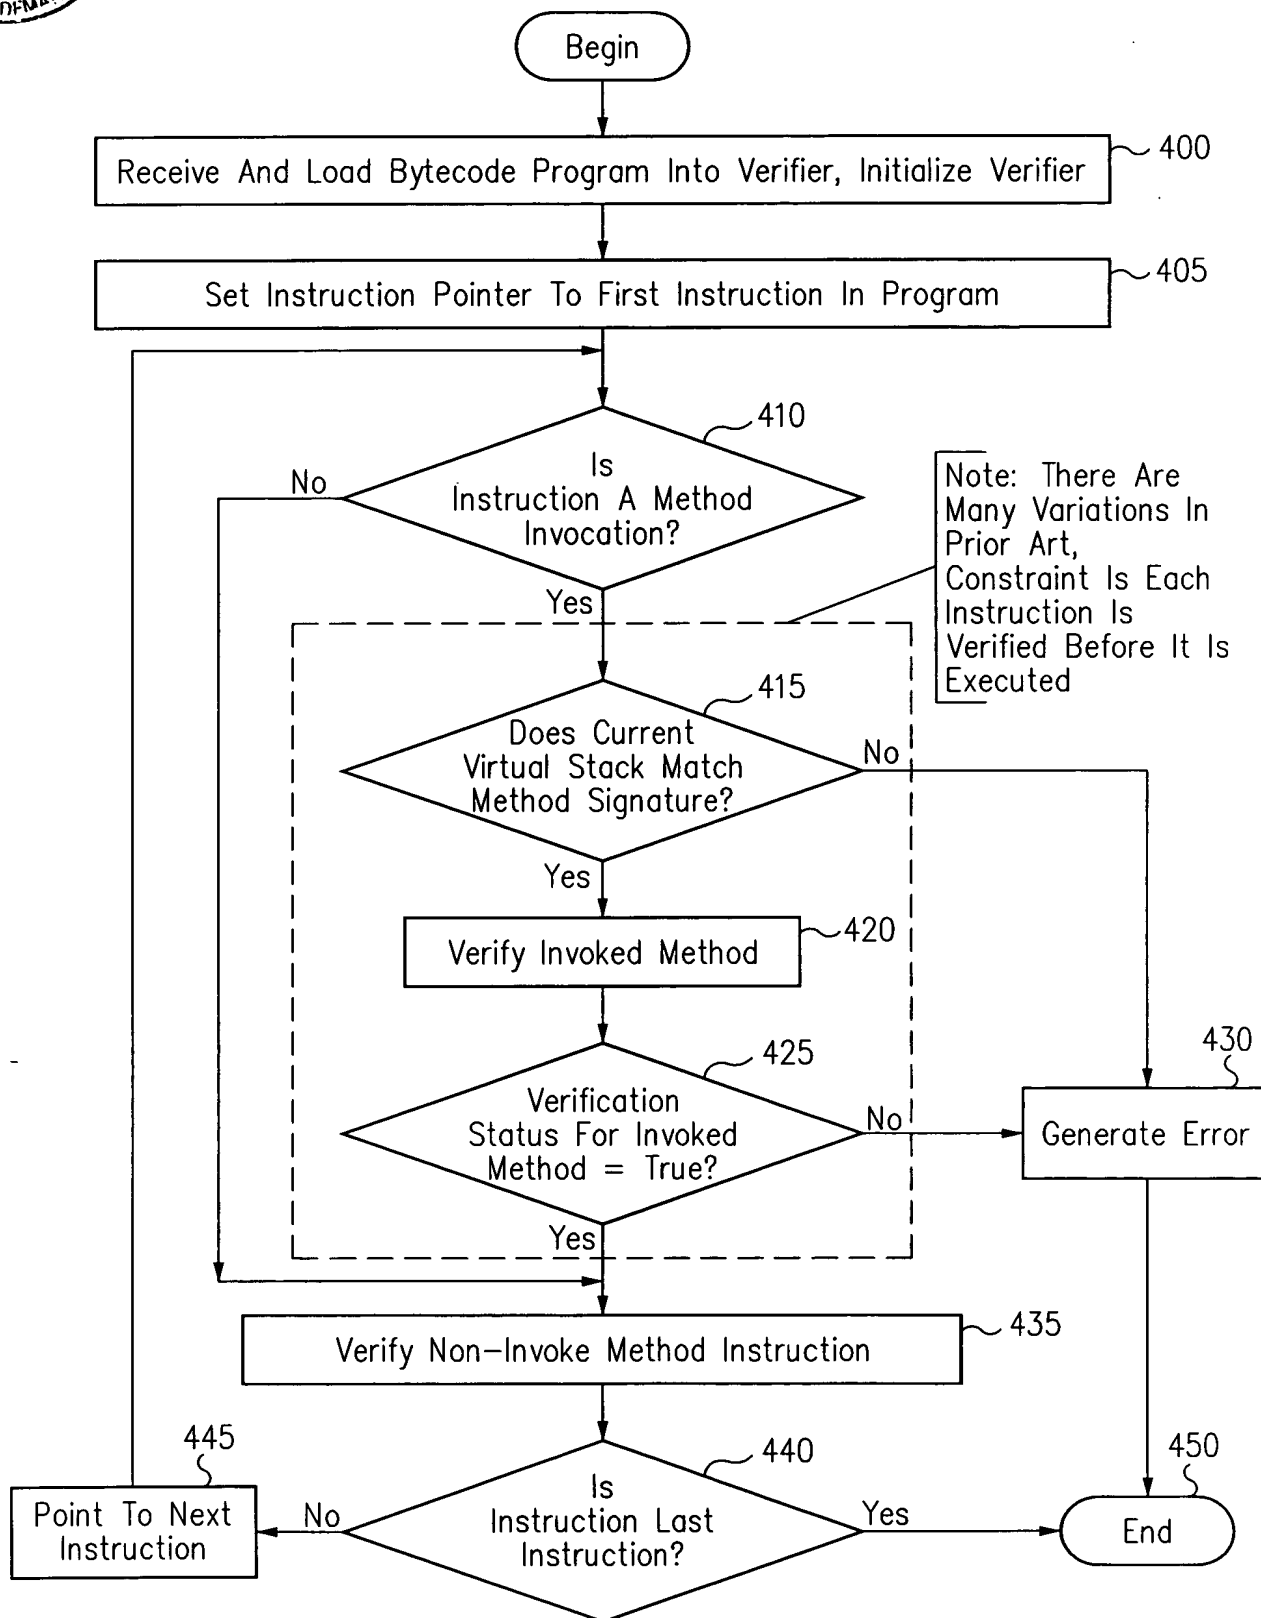 Begin
Receive And Load Bytecode Program Into Verifier, Initialize Verifier
400
Set Instruction Pointer To First Instruction In Program
405
410
Is
Instruction A Method
Invocation?
No
Yes
Note: There Are
Many Variations In
Prior Art,
Constraint Is Each
Instruction Is
Verified Before It Is
Executed
415
Does Current
Virtual Stack Match
Method Signature?
No
Yes
Verify Invoked Method
420
425
Verification
Status For Invoked
Method = True?
No
Yes
430
Generate Error
Verify Non-Invoke Method Instruction
435
440
Is
Instruction Last
Instruction?
No
Yes
445
Point To Next
Instruction
450
End